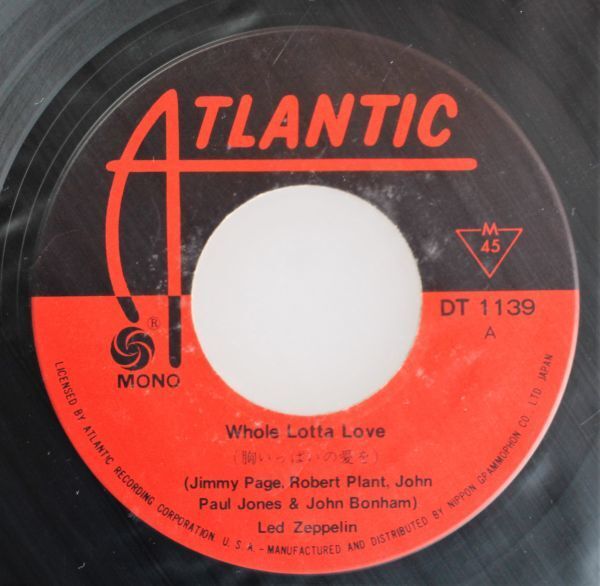 ATLANTIC
M
45
®
MONO
DT 1139
A
Whole Lotta Love
(胸いっぱいの愛を)
(Jimmy Page, Robert Plant, John
Paul Jones & John Bonham)
Led Zeppelin
LICENSED BY ATLANTIC RECORDING CORPORATION U.S.A.-MANUFACTURED AND DISTRIBUTED BY NIPPON GRAMMOPHON CO. LTD. JAPAN